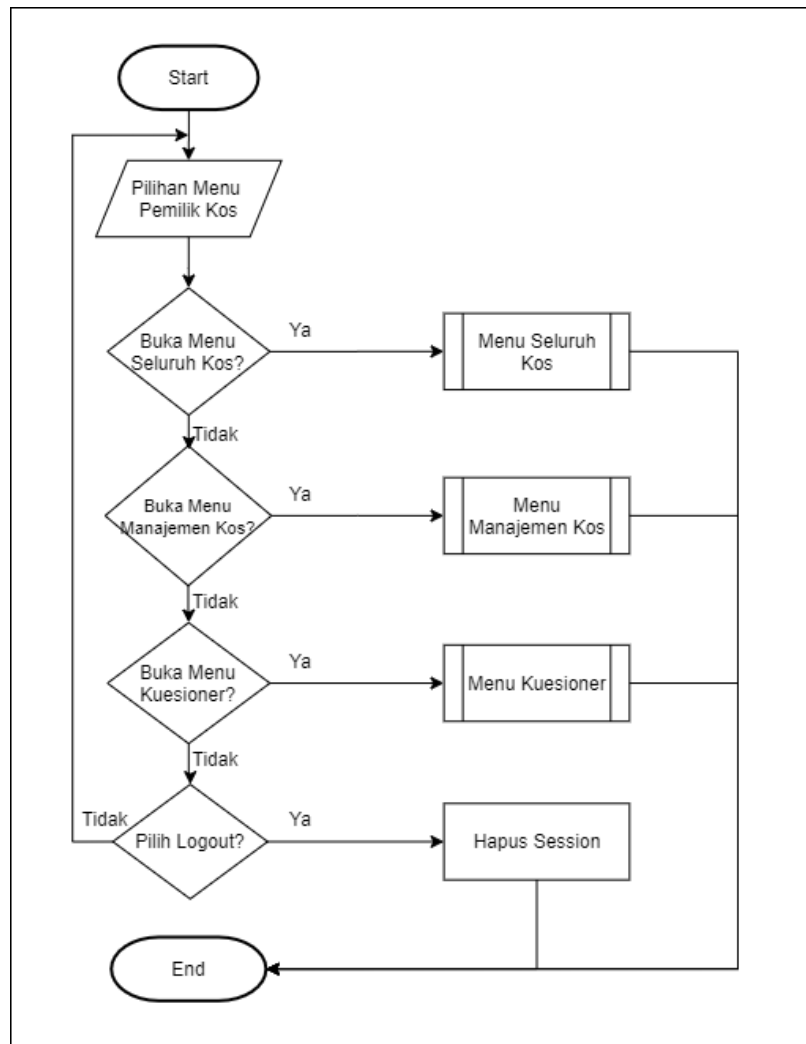 Start
Pilihan Menu
Pemilik Kos
Buka Menu
Seluruh Kos?
Ya
Menu Seluruh
Kos
Tidak
Buka Menu
Manajemen Kos?
Ya
Menu
Manajemen Kos
Tidak
Buka Menu
Kuesioner?
Ya
Menu Kuesioner
Tidak
Tidak
Pilih Logout?
Ya
Hapus Session
End